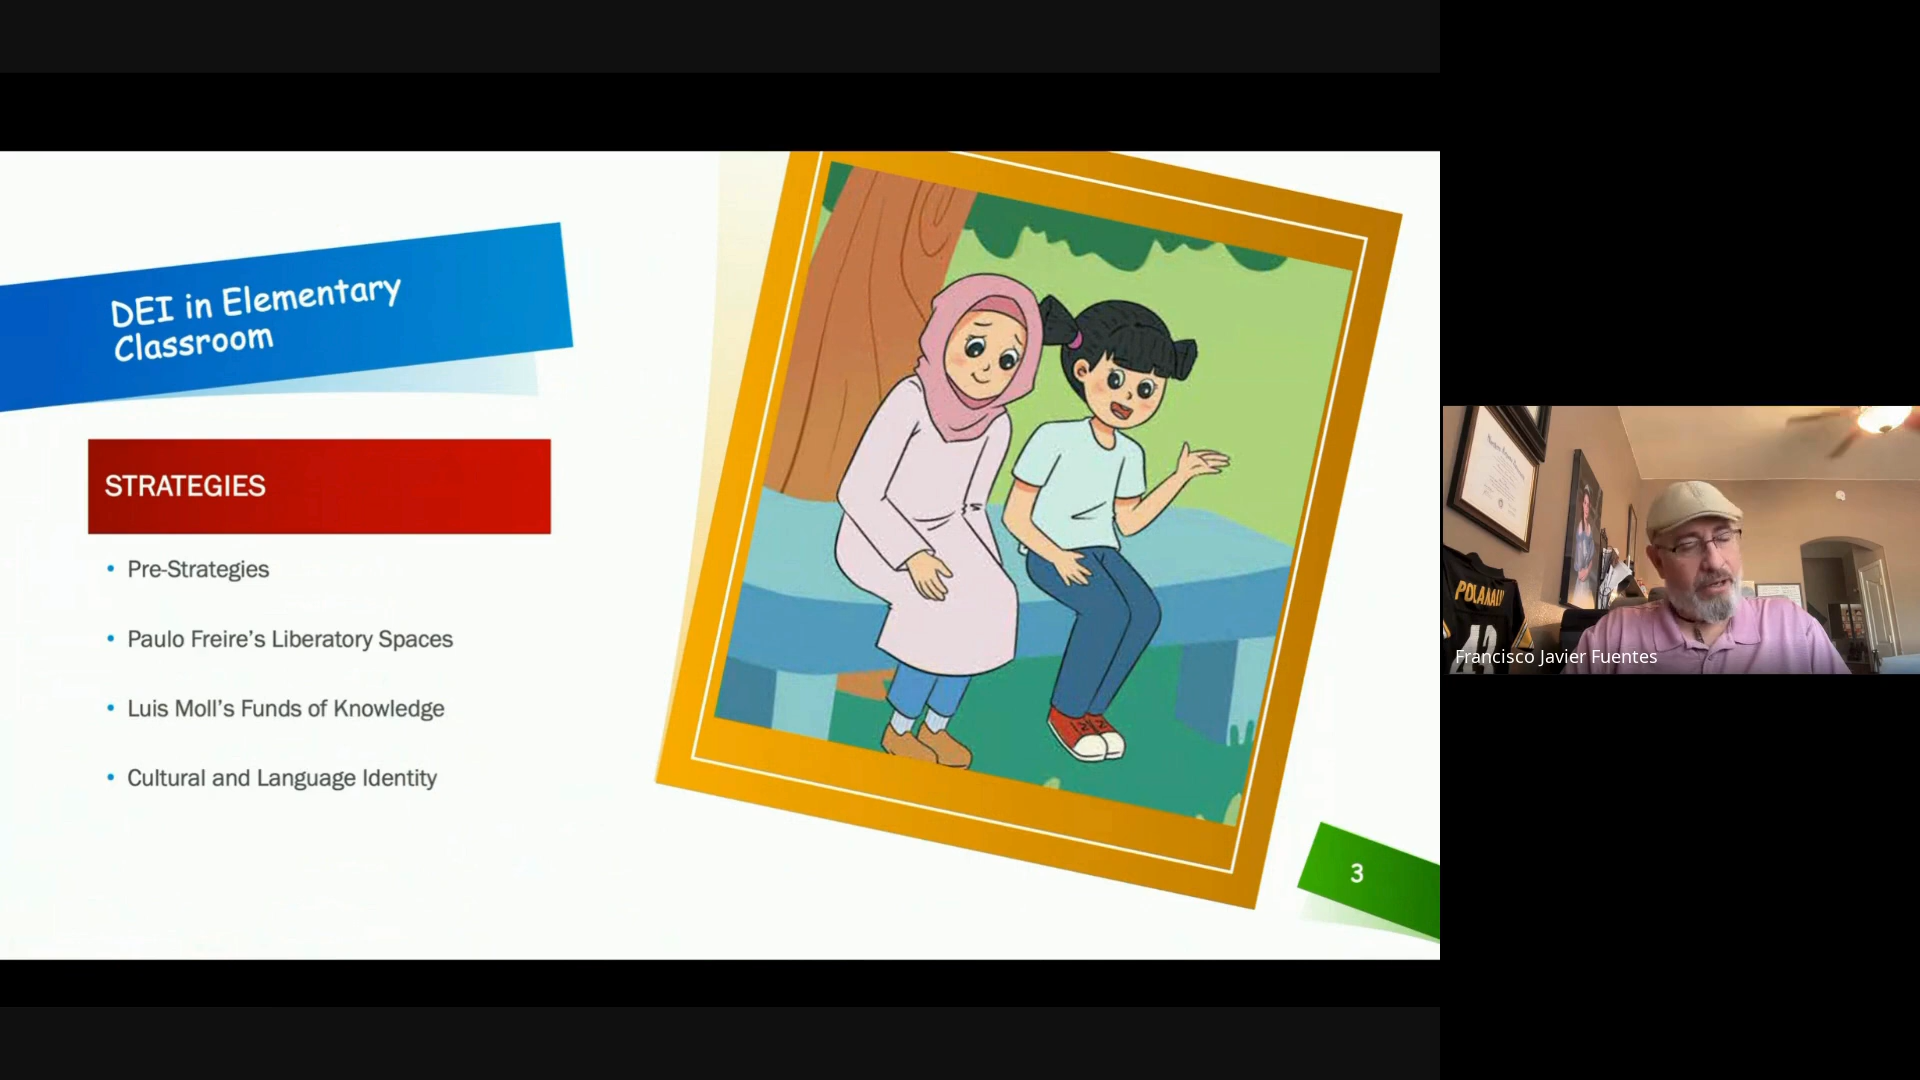 DEI in Elementary
Classroom
STRATEGIES
• Pre-Strategies
• Paulo Freire's Liberatory Spaces
• Luis Moll's Funds of Knowledge
• Cultural and Language Identity
3
43
Francisco Javier Fuentes